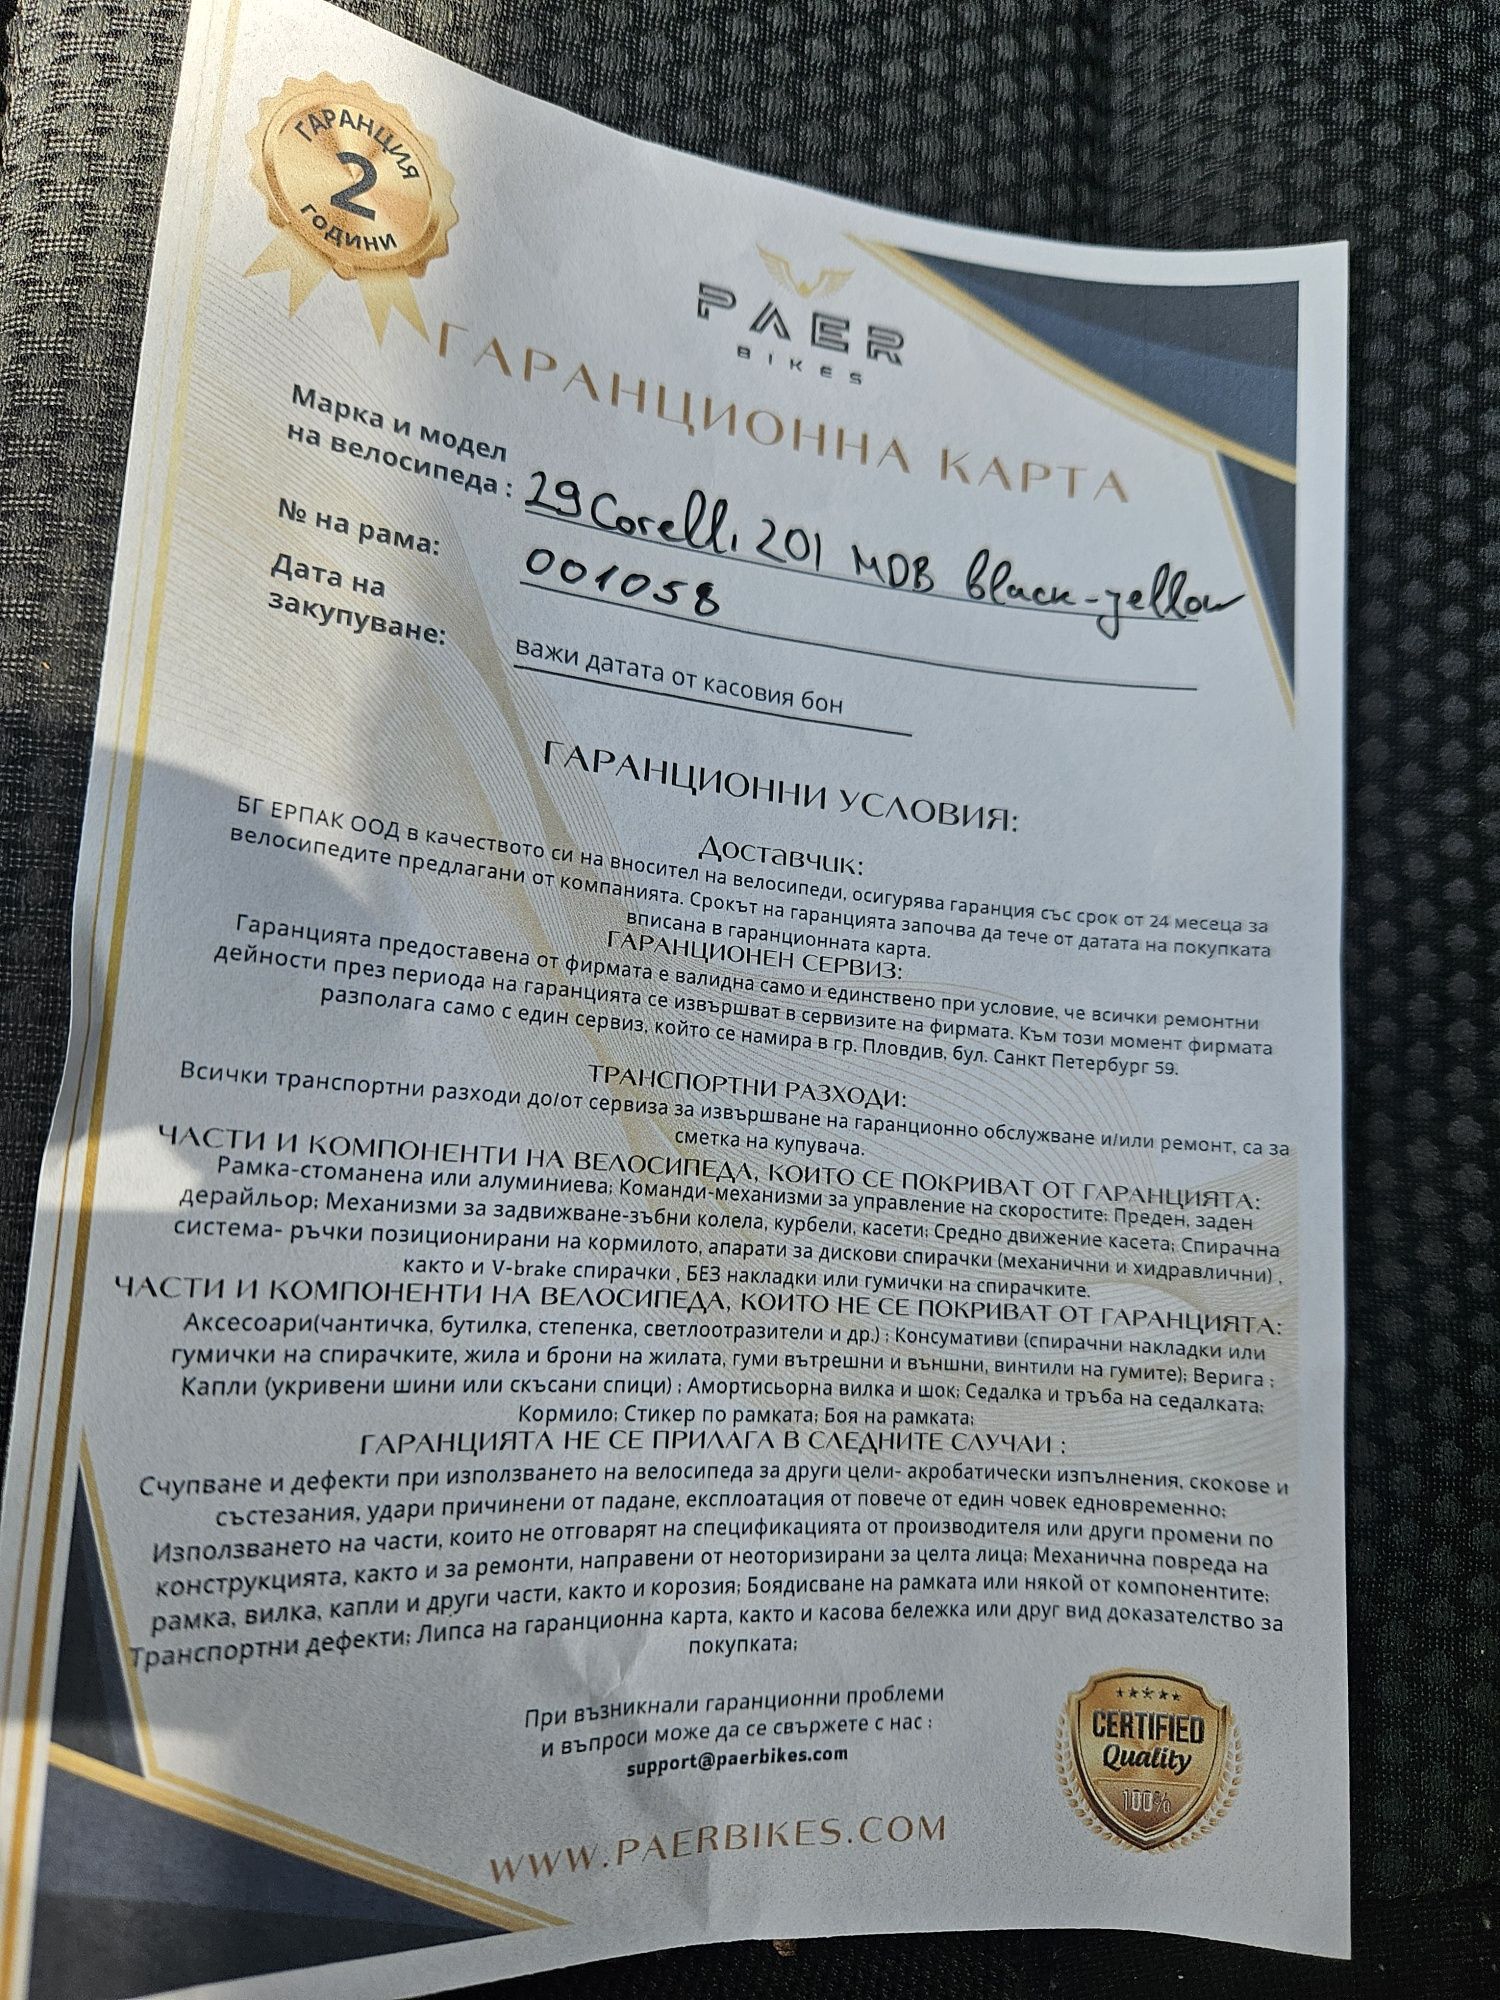 ГАРАНЦИЯ
2
ГОДИНИ
PAER
BIKES
ГАРАНЦИОННА КАРТА
Марка и модел
на велосипеда : 29 Corelli 201 MDB black-yellow
№ на рама: 001058
Дата на
закупуване: важи датата от касовия бон
ГАРАНЦИОННИ УСЛОВИЯ:
Доставчик:
БГ ЕРПАК ООД в качеството си на вносител на велосипеди, осигурява гаранция със срок от 24 месеца за
велосипедите предлагани от компанията. Срокът на гаранцията започва да тече от датата на покупката
вписана в гаранционната карта.
ГАРАНЦИОНЕН СЕРВИЗ:
Гаранцията предоставена от фирмата е валидна само и единствено при условие, че всички ремонтни
дейности през периода на гаранцията се извършват в сервизите на фирмата. Към този момент фирмата
разполага само с един сервиз, който се намира в гр. Пловдив, бул. Санкт Петербург 59.
ТРАНСПОРТНИ РАЗХОДИ:
Всички транспортни разходи до/от сервиза за извършване на гаранционно обслужване и/или ремонт, са за
сметка на купувача.
ЧАСТИ И КОМПОНЕНТИ НА ВЕЛОСИПЕДА, КОИТО СЕ ПОКРИВАТ ОТ ГАРАНЦИЯТА:
Рамка-стоманена или алуминиева; Команди-механизми за управление на скоростите; Преден, заден
дерайльор; Механизми за задвижване-зъбни колела, курбели, касети; Средно движение касета; Спирачна
система- ръчки позиционирани на кормилото, апарати за дискови спирачки (механични и хидравлични) ,
както и V-brake спирачки , БЕЗ накладки или гумички на спирачките.
ЧАСТИ И КОМПОНЕНТИ НА ВЕЛОСИПЕДА, КОИТО НЕ СЕ ПОКРИВАТ ОТ ГАРАНЦИЯТА:
Аксесоари(чантичка, бутилка, степенка, светлоотразители и др.) ; Консумативи (спирачни накладки или
гумички на спирачките, жила и брони на жилата, гуми вътрешни и външни, винтили на гумите); Верига ;
Капли (укривени шини или скъсани спици) ; Амортисьорна вилка и шок; Седалка и тръба на седалката;
Кормило; Стикер по рамката; Боя на рамката;
ГАРАНЦИЯТА НЕ СЕ ПРИЛАГА В СЛЕДНИТЕ СЛУЧАИ :
Счупване и дефекти при използването на велосипеда за други цели- акробатически изпълнения, скокове и
състезания, удари причинени от падане, експлоатация от повече от един човек едновременно;
Използването на части, които не отговарят на спецификацията от производителя или други промени по
конструкцията, както и за ремонти, направени от неоторизирани за целта лица; Механична повреда на
рамка, вилка, капли и други части, както и корозия; Боядисване на рамката или някой от компонентите;
Транспортни дефекти; Липса на гаранционна карта, както и касова бележка или друг вид доказателство за
покупката;
При възникнали гаранционни проблеми
и въпроси може да се свържете с нас :
support@paerbikes.com
WWW.PAERBIKES.COM
CERTIFIED
Quality
100%